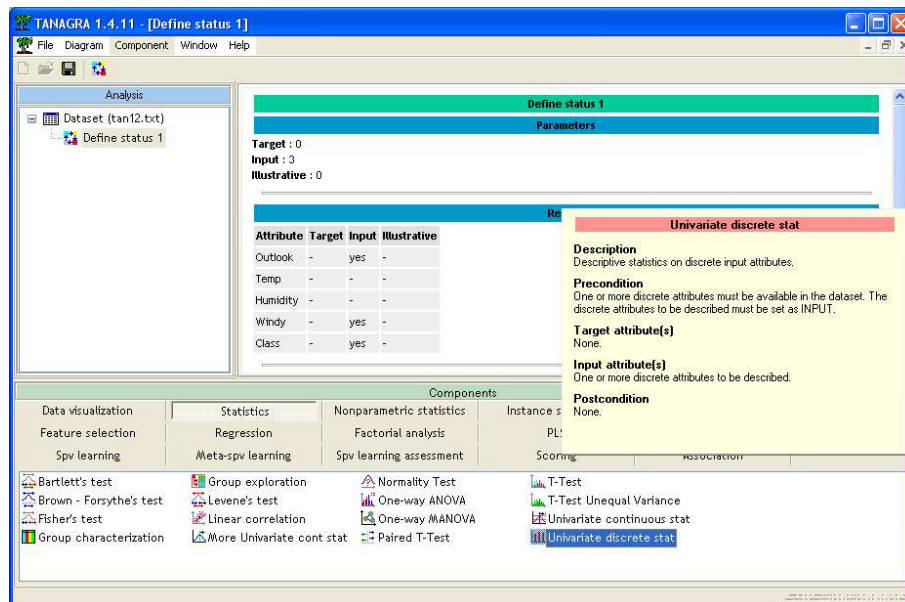 TANAGRA 1.4.11 - [Define status 1]
File Diagram Component Window Help
Analysis
Dataset (tan12.txt)
Define status 1
Define status 1
Parameters
Target : 0
Input : 3
Illustrative : 0
Attribute Target Input Illustrative
Outlook - yes -
Temp - - -
Humidity - - -
Windy - yes -
Class - yes -
Univariate discrete stat
Description
Descriptive statistics on discrete input attributes.
Precondition
One or more discrete attributes must be available in the dataset. The
discrete attributes to be described must be set as INPUT.
Target attribute(s)
None.
Input attribute(s)
One or more discrete attributes to be described.
Postcondition
None.
Components
Data visualization Statistics Nonparametric statistics Instance
Feature selection Regression Factorial analysis
Spv learning Meta-spv learning Spv learning assessment Scoring Association
Bartlett's test Group exploration Normality Test T-Test
Brown - Forsythe's test Levene's test One-way ANOVA T-Test Unequal Variance
Fisher's test Linear correlation One-way MANOVA Univariate continuous stat
Group characterization More Univariate cont stat Paired T-Test Univariate discrete stat